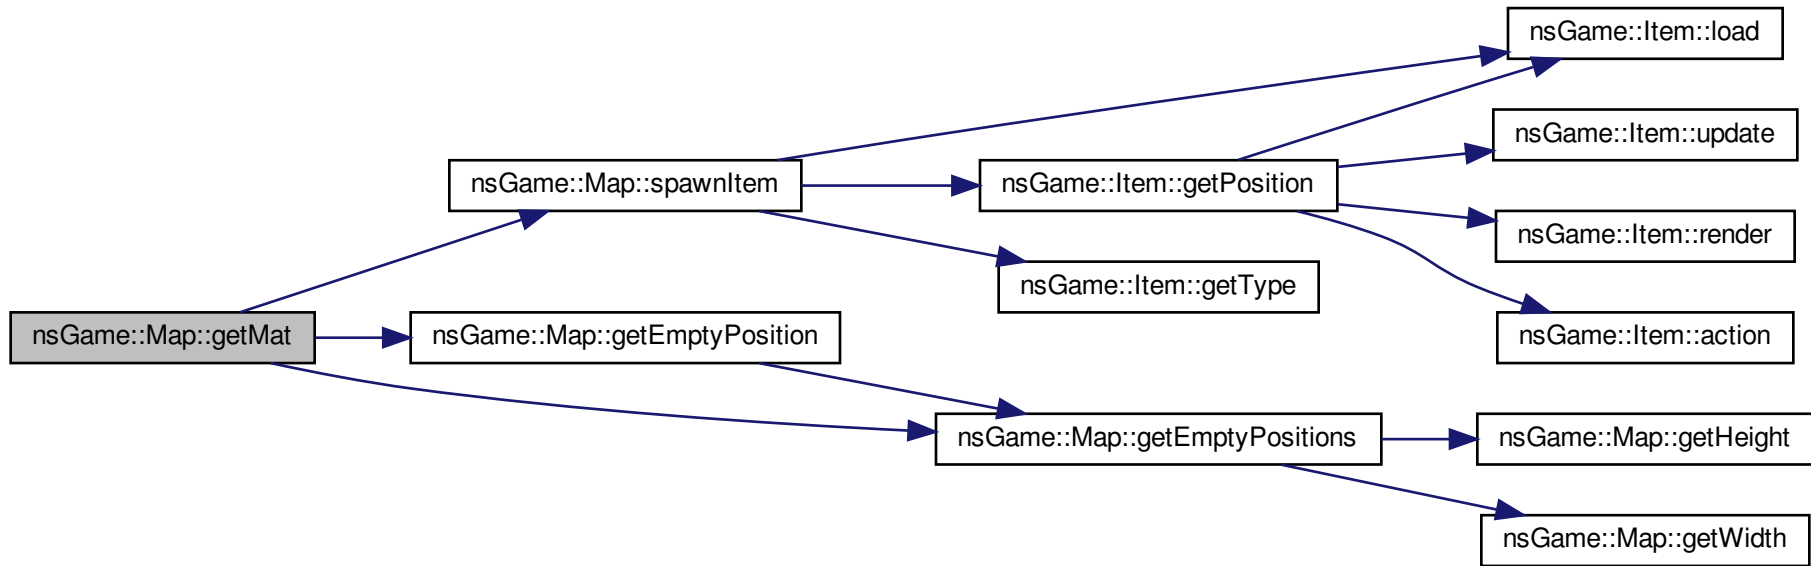 nsGame::Item::load
nsGame::Item::update
nsGame::Map::spawnItem
nsGame::Item::getPosition
nsGame::Item::render
nsGame::Item::getType
nsGame::Map::getMat
nsGame::Map::getEmptyPosition
nsGame::Item::action
nsGame::Map::getEmptyPositions
nsGame::Map::getHeight
nsGame::Map::getWidth